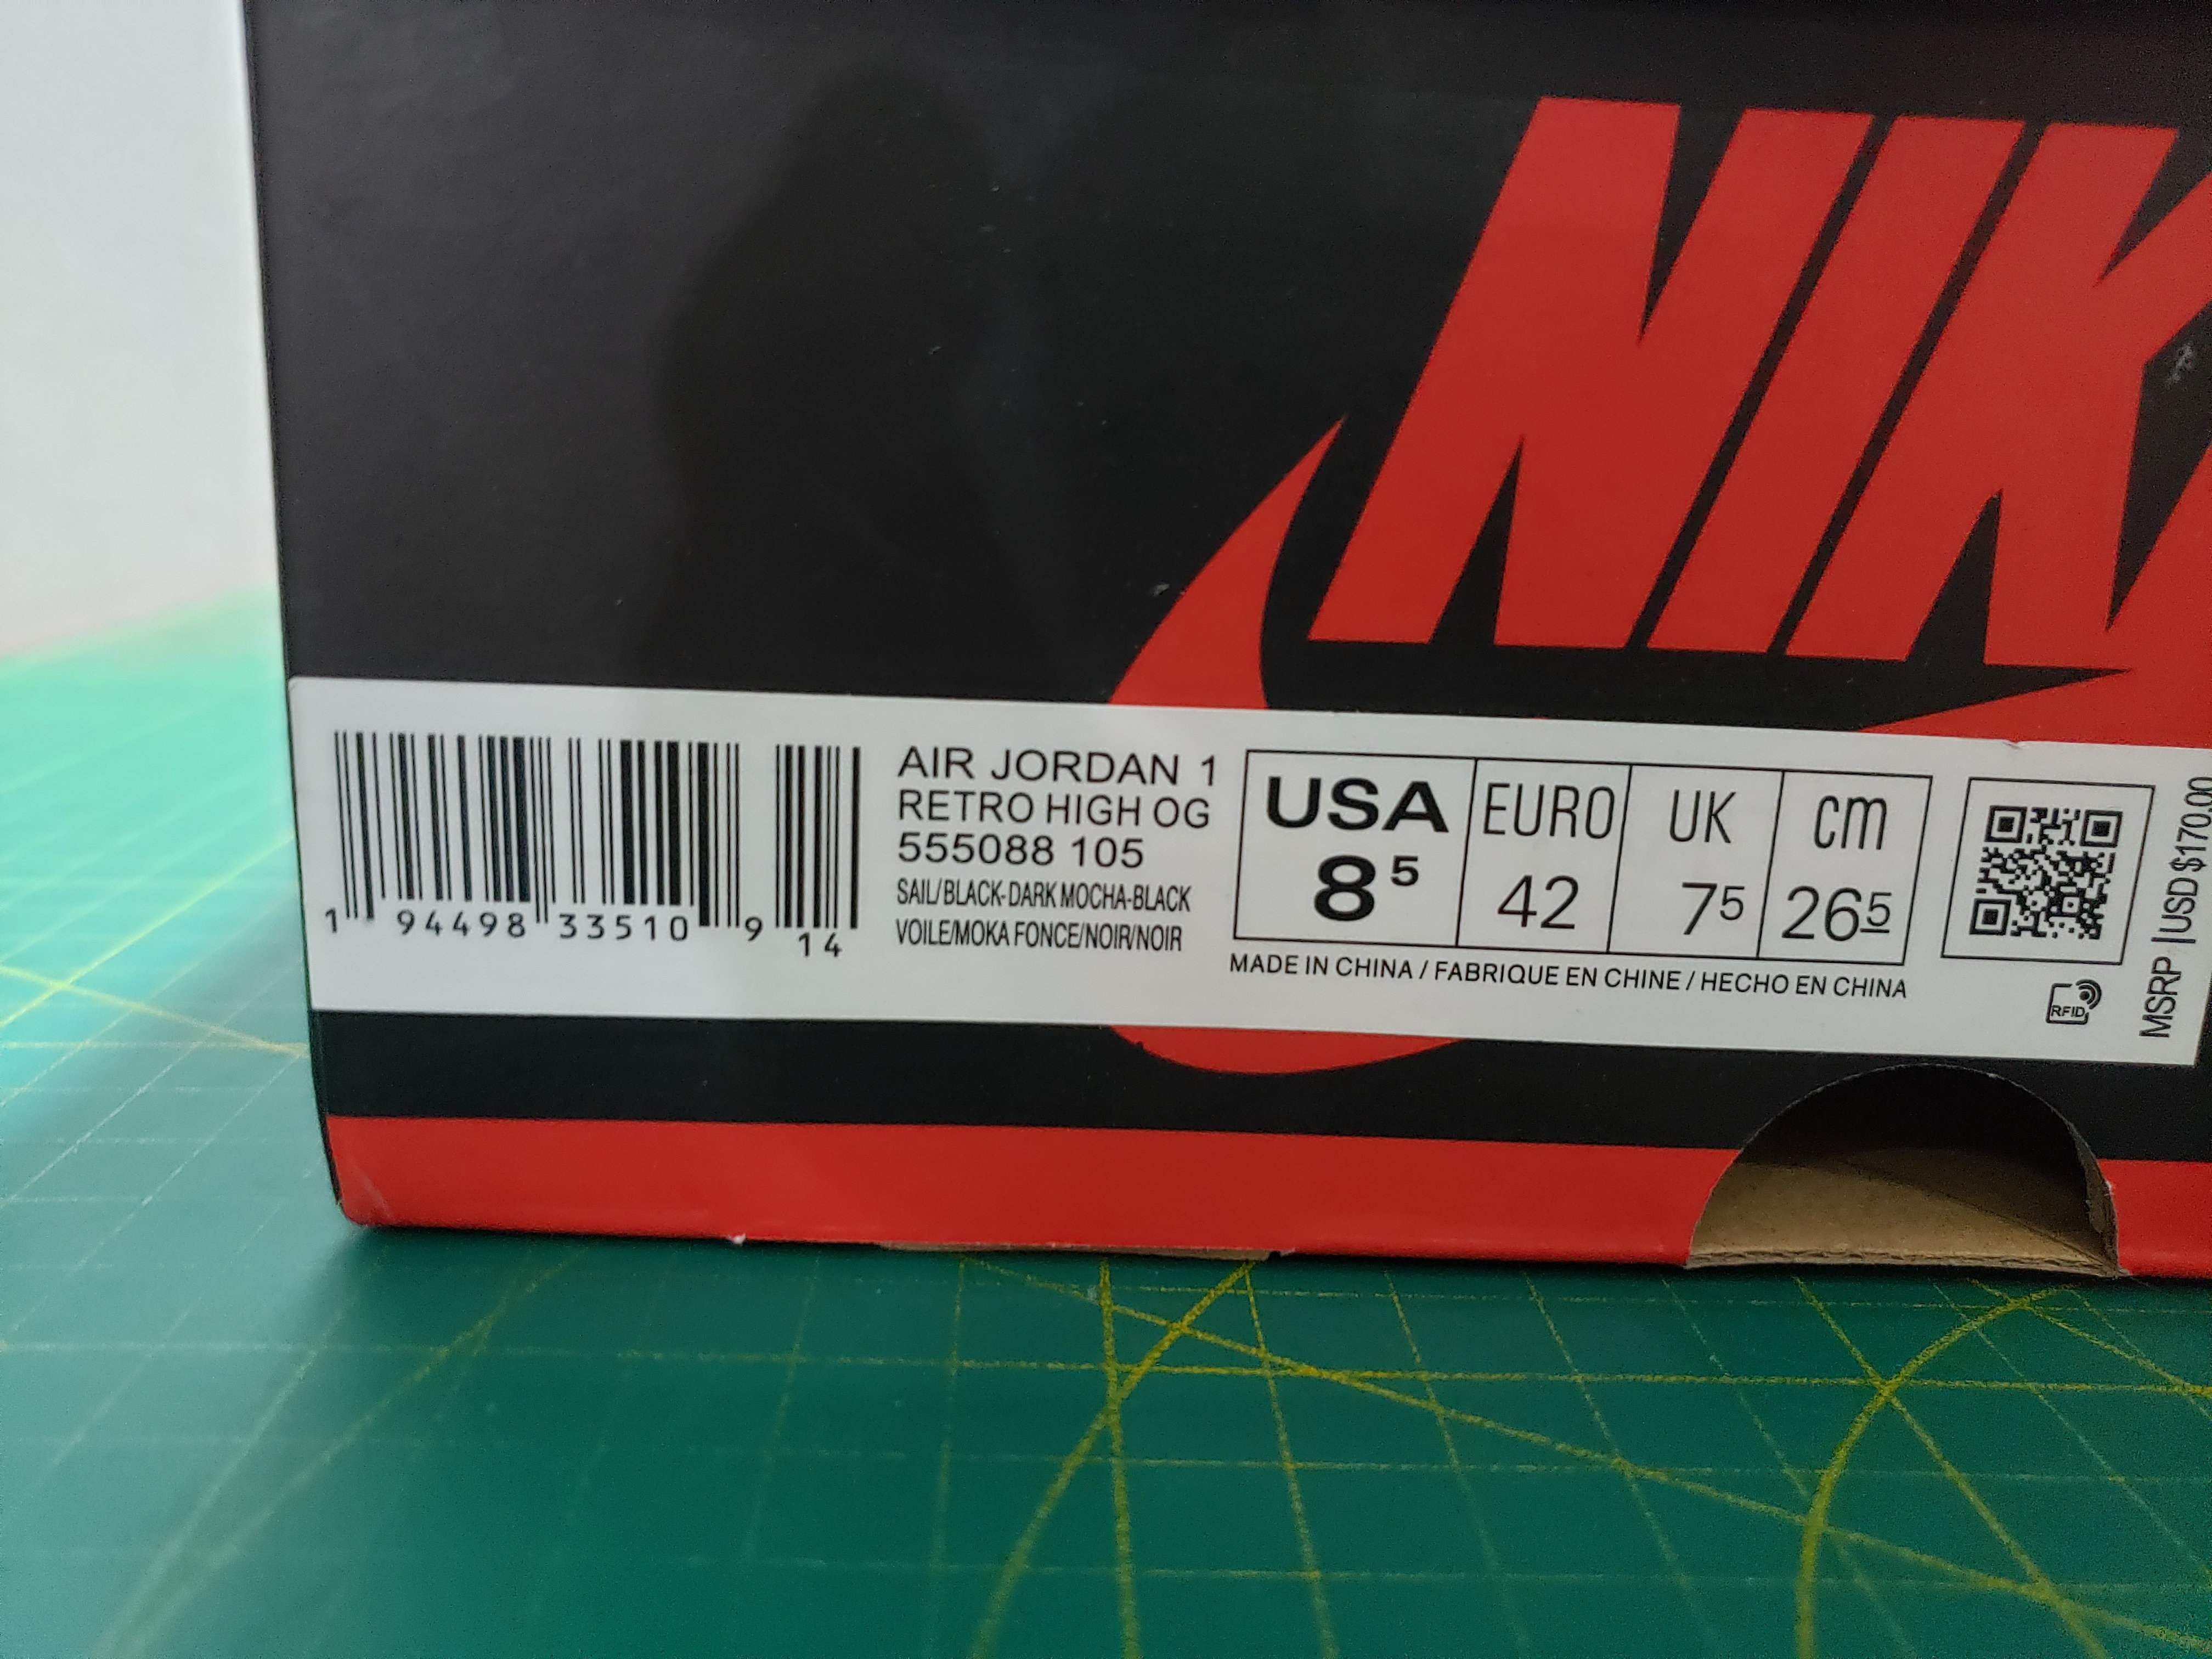 NIK
AIR JORDAN 1
RETRO HIGH OG
555088 105
SAIL/BLACK-DARK MOCHA-BLACK
VOILE/MOKA FONCE/NOIR/NOIR
1 94498 33510 9
14
USA EURO UK cm
8⁵ 42 7⁵ 26⁵
MADE IN CHINA / FABRIQUE EN CHINE / HECHO EN CHINA
RFID
MSRP |USD$170.00